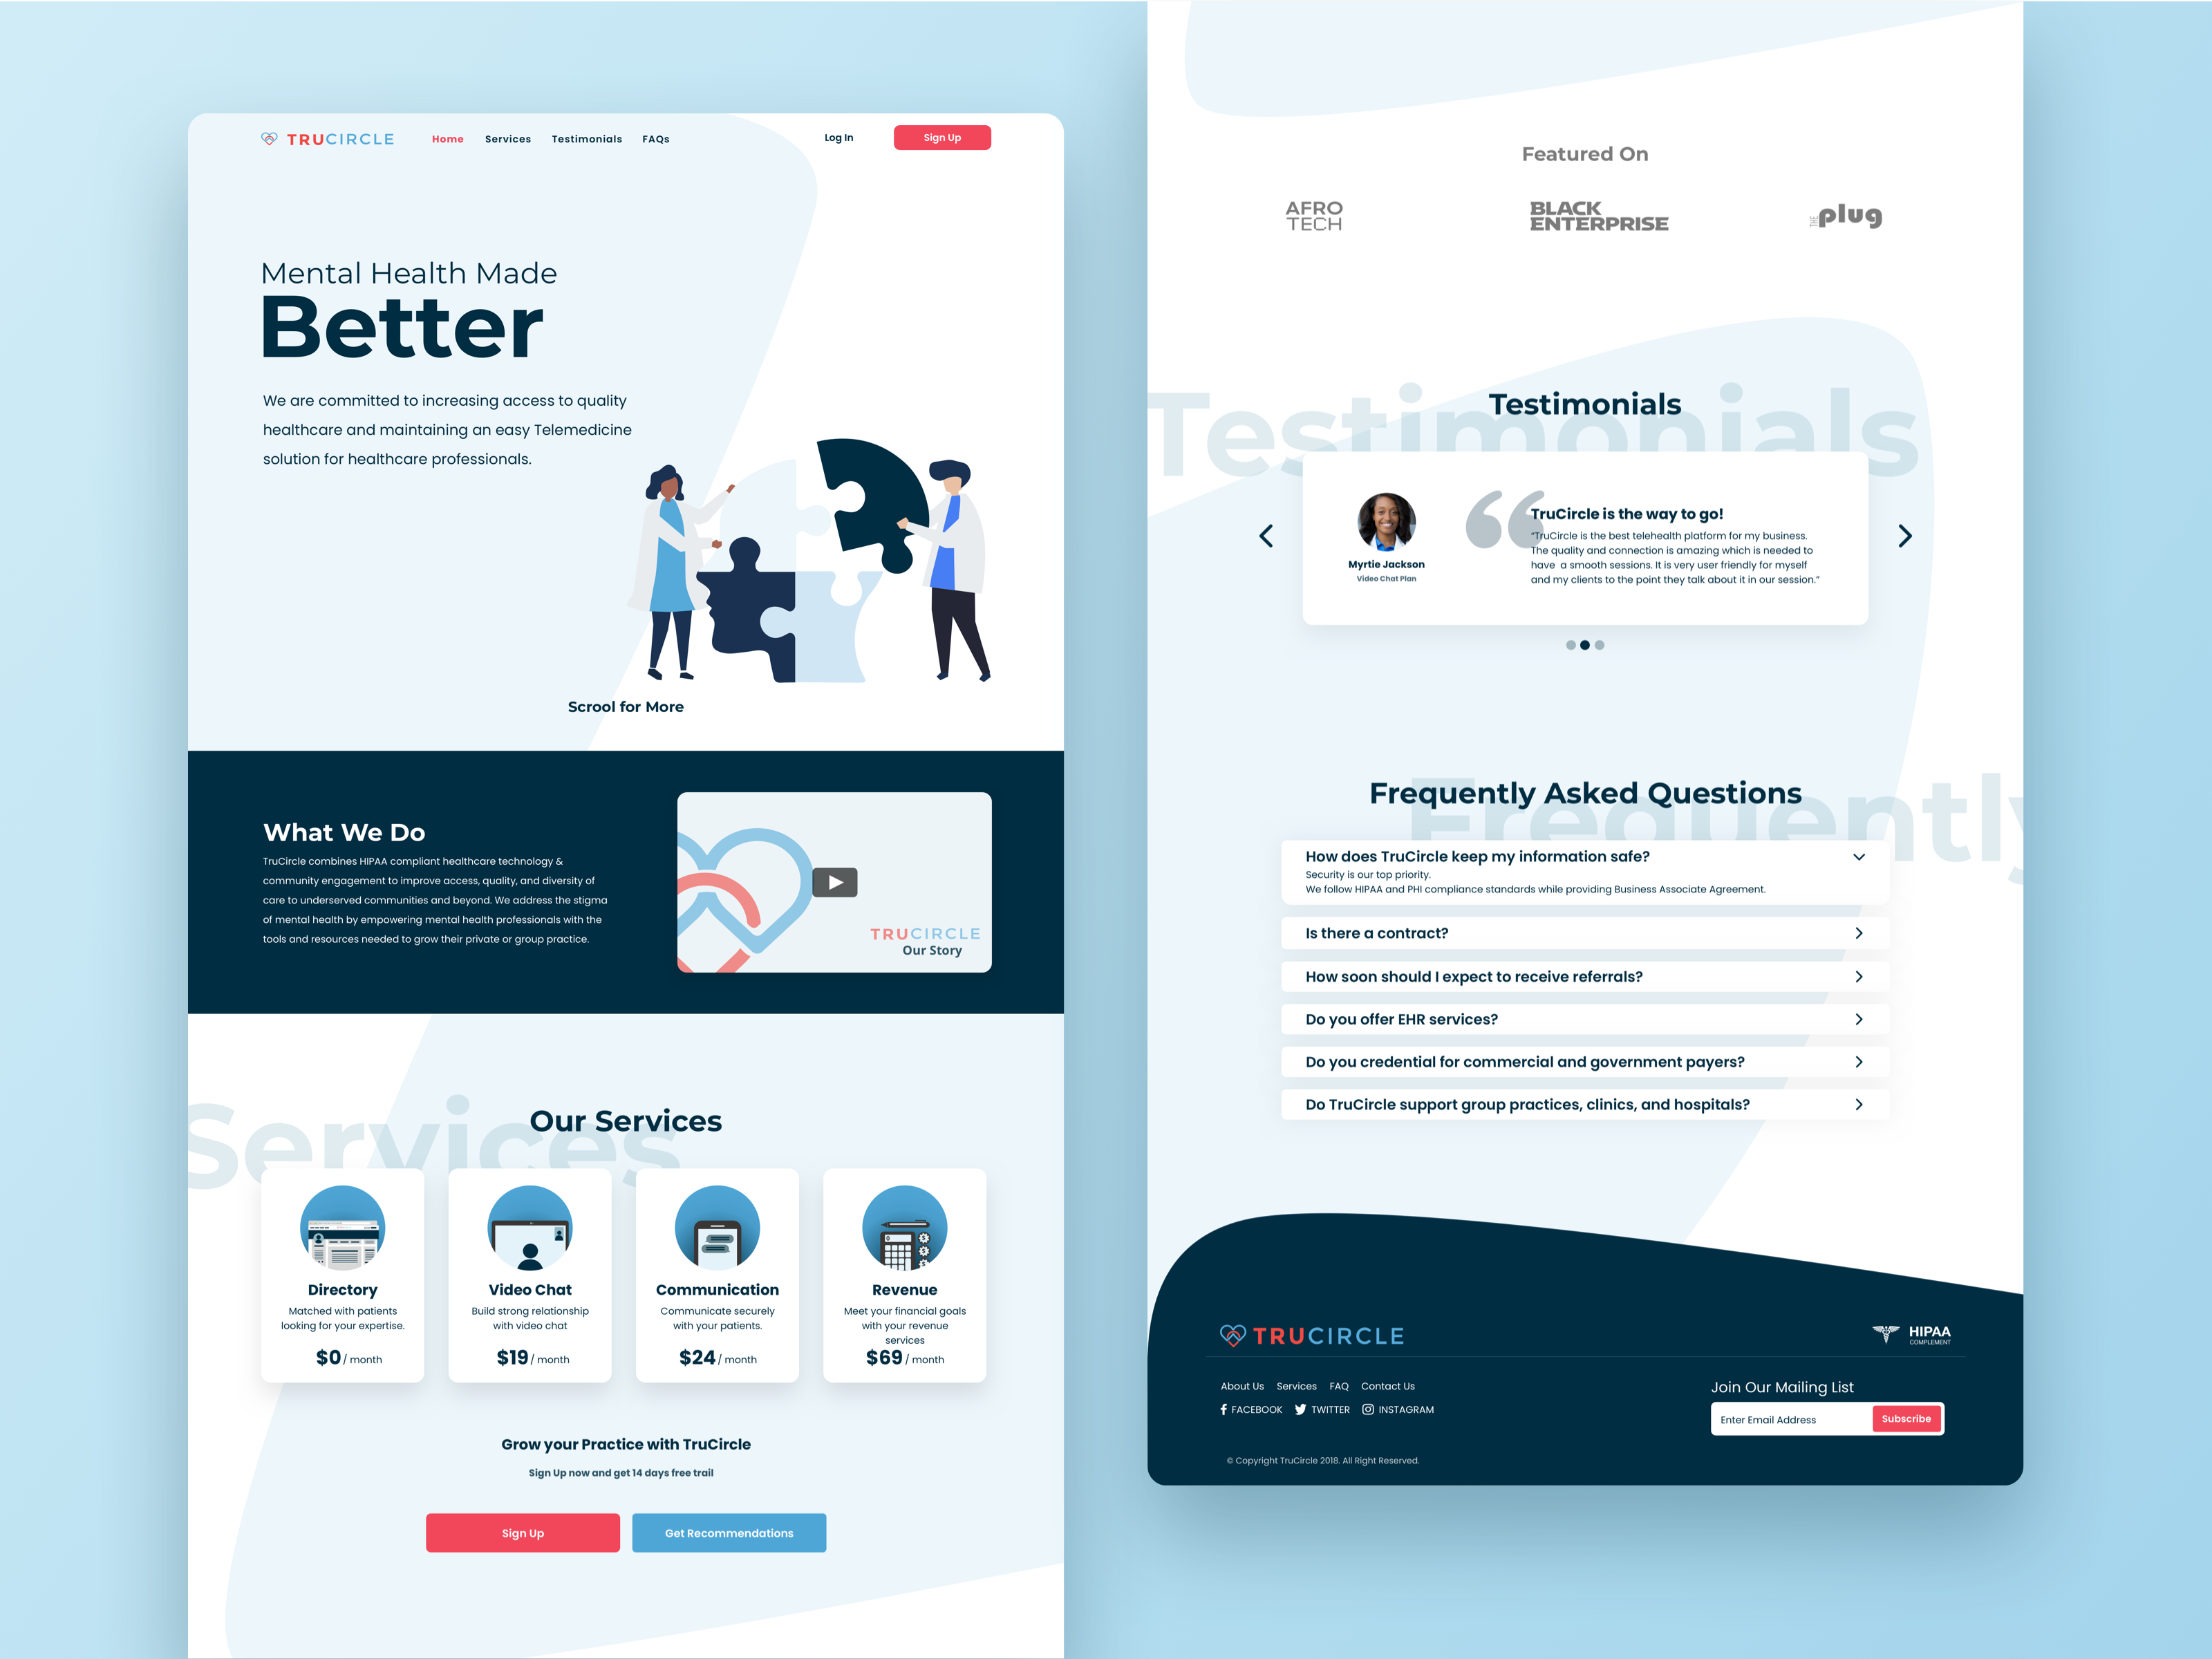 TRUCIRCLE
Home Services Testimonials FAQs
Log In
Sign Up
Mental Health Made
Better
We are committed to increasing access to quality
healthcare and maintaining an easy Telemedicine
solution for healthcare professionals.
Scrool for More
What We Do
TruCircle combines HIPAA compliant healthcare technology &
community engagement to improve access, quality, and diversity of
care to underserved communities and beyond. We address the stigma
of mental health by empowering mental health professionals with the
tools and resources needed to grow their private or group practice.
TRUCIRCLE
Our Story
Services
Our Services
Directory
Matched with patients
looking for your expertise.
$0 / month
Video Chat
Build strong relationship
with video chat
$19 / month
Communication
Communicate securely
with your patients.
$24 / month
Revenue
Meet your financial goals
with your revenue
services
$69 / month
Grow your Practice with TruCircle
Sign Up now and get 14 days free trail
Sign Up
Get Recommendations
Featured On
AFRO
TECH
BLACK
ENTERPRISE
THE plug
Testimonials
Testimonials
Myrtie Jackson
Video Chat Plan
“
TruCircle is the way to go!
“TruCircle is the best telehealth platform for my business.
The quality and connection is amazing which is needed to
have a smooth sessions. It is very user friendly for myself
and my clients to the point they talk about it in our session.”
Frequently
Frequently Asked Questions
How does TruCircle keep my information safe?
Security is our top priority.
We follow HIPAA and PHI compliance standards while providing Business Associate Agreement.
Is there a contract?
How soon should I expect to receive referrals?
Do you offer EHR services?
Do you credential for commercial and government payers?
Do TruCircle support group practices, clinics, and hospitals?
TRUCIRCLE
HIPAA
COMPLEMENT
About Us Services FAQ Contact Us
FACEBOOK TWITTER INSTAGRAM
Join Our Mailing List
Enter Email Address
Subscribe
© Copyright TruCircle 2018. All Right Reserved.